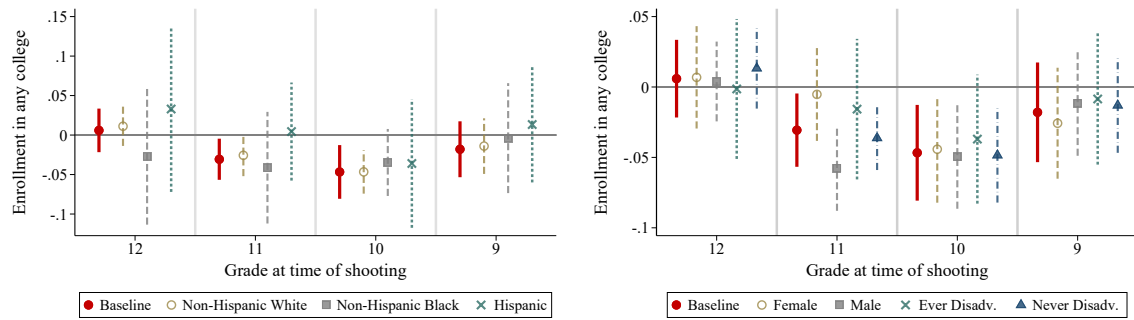 Enrollment in any college
.15
.1
.05
0
-.05
-.1
12 11 10 9
Grade at time of shooting
Baseline Non-Hispanic White Non-Hispanic Black Hispanic
Enrollment in any college
.05
0
-.05
-.1
12 11 10 9
Grade at time of shooting
Baseline Female Male Ever Disadv. Never Disadv.